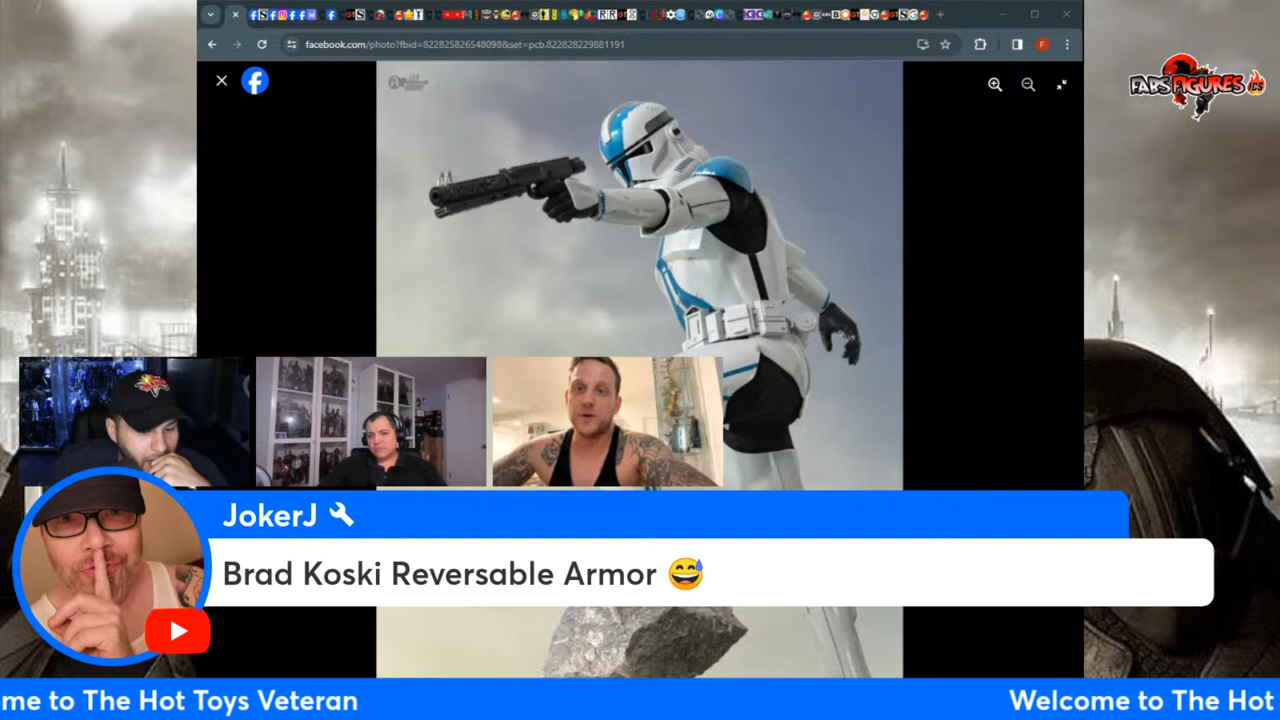 facebook.com/photo?fbid=822825826548098&set=pcb.822828229881191
FABS FIGURES ICS
JokerJ
Brad Koski Reversable Armor 😅
me to The Hot Toys Veteran
Welcome to The Hot